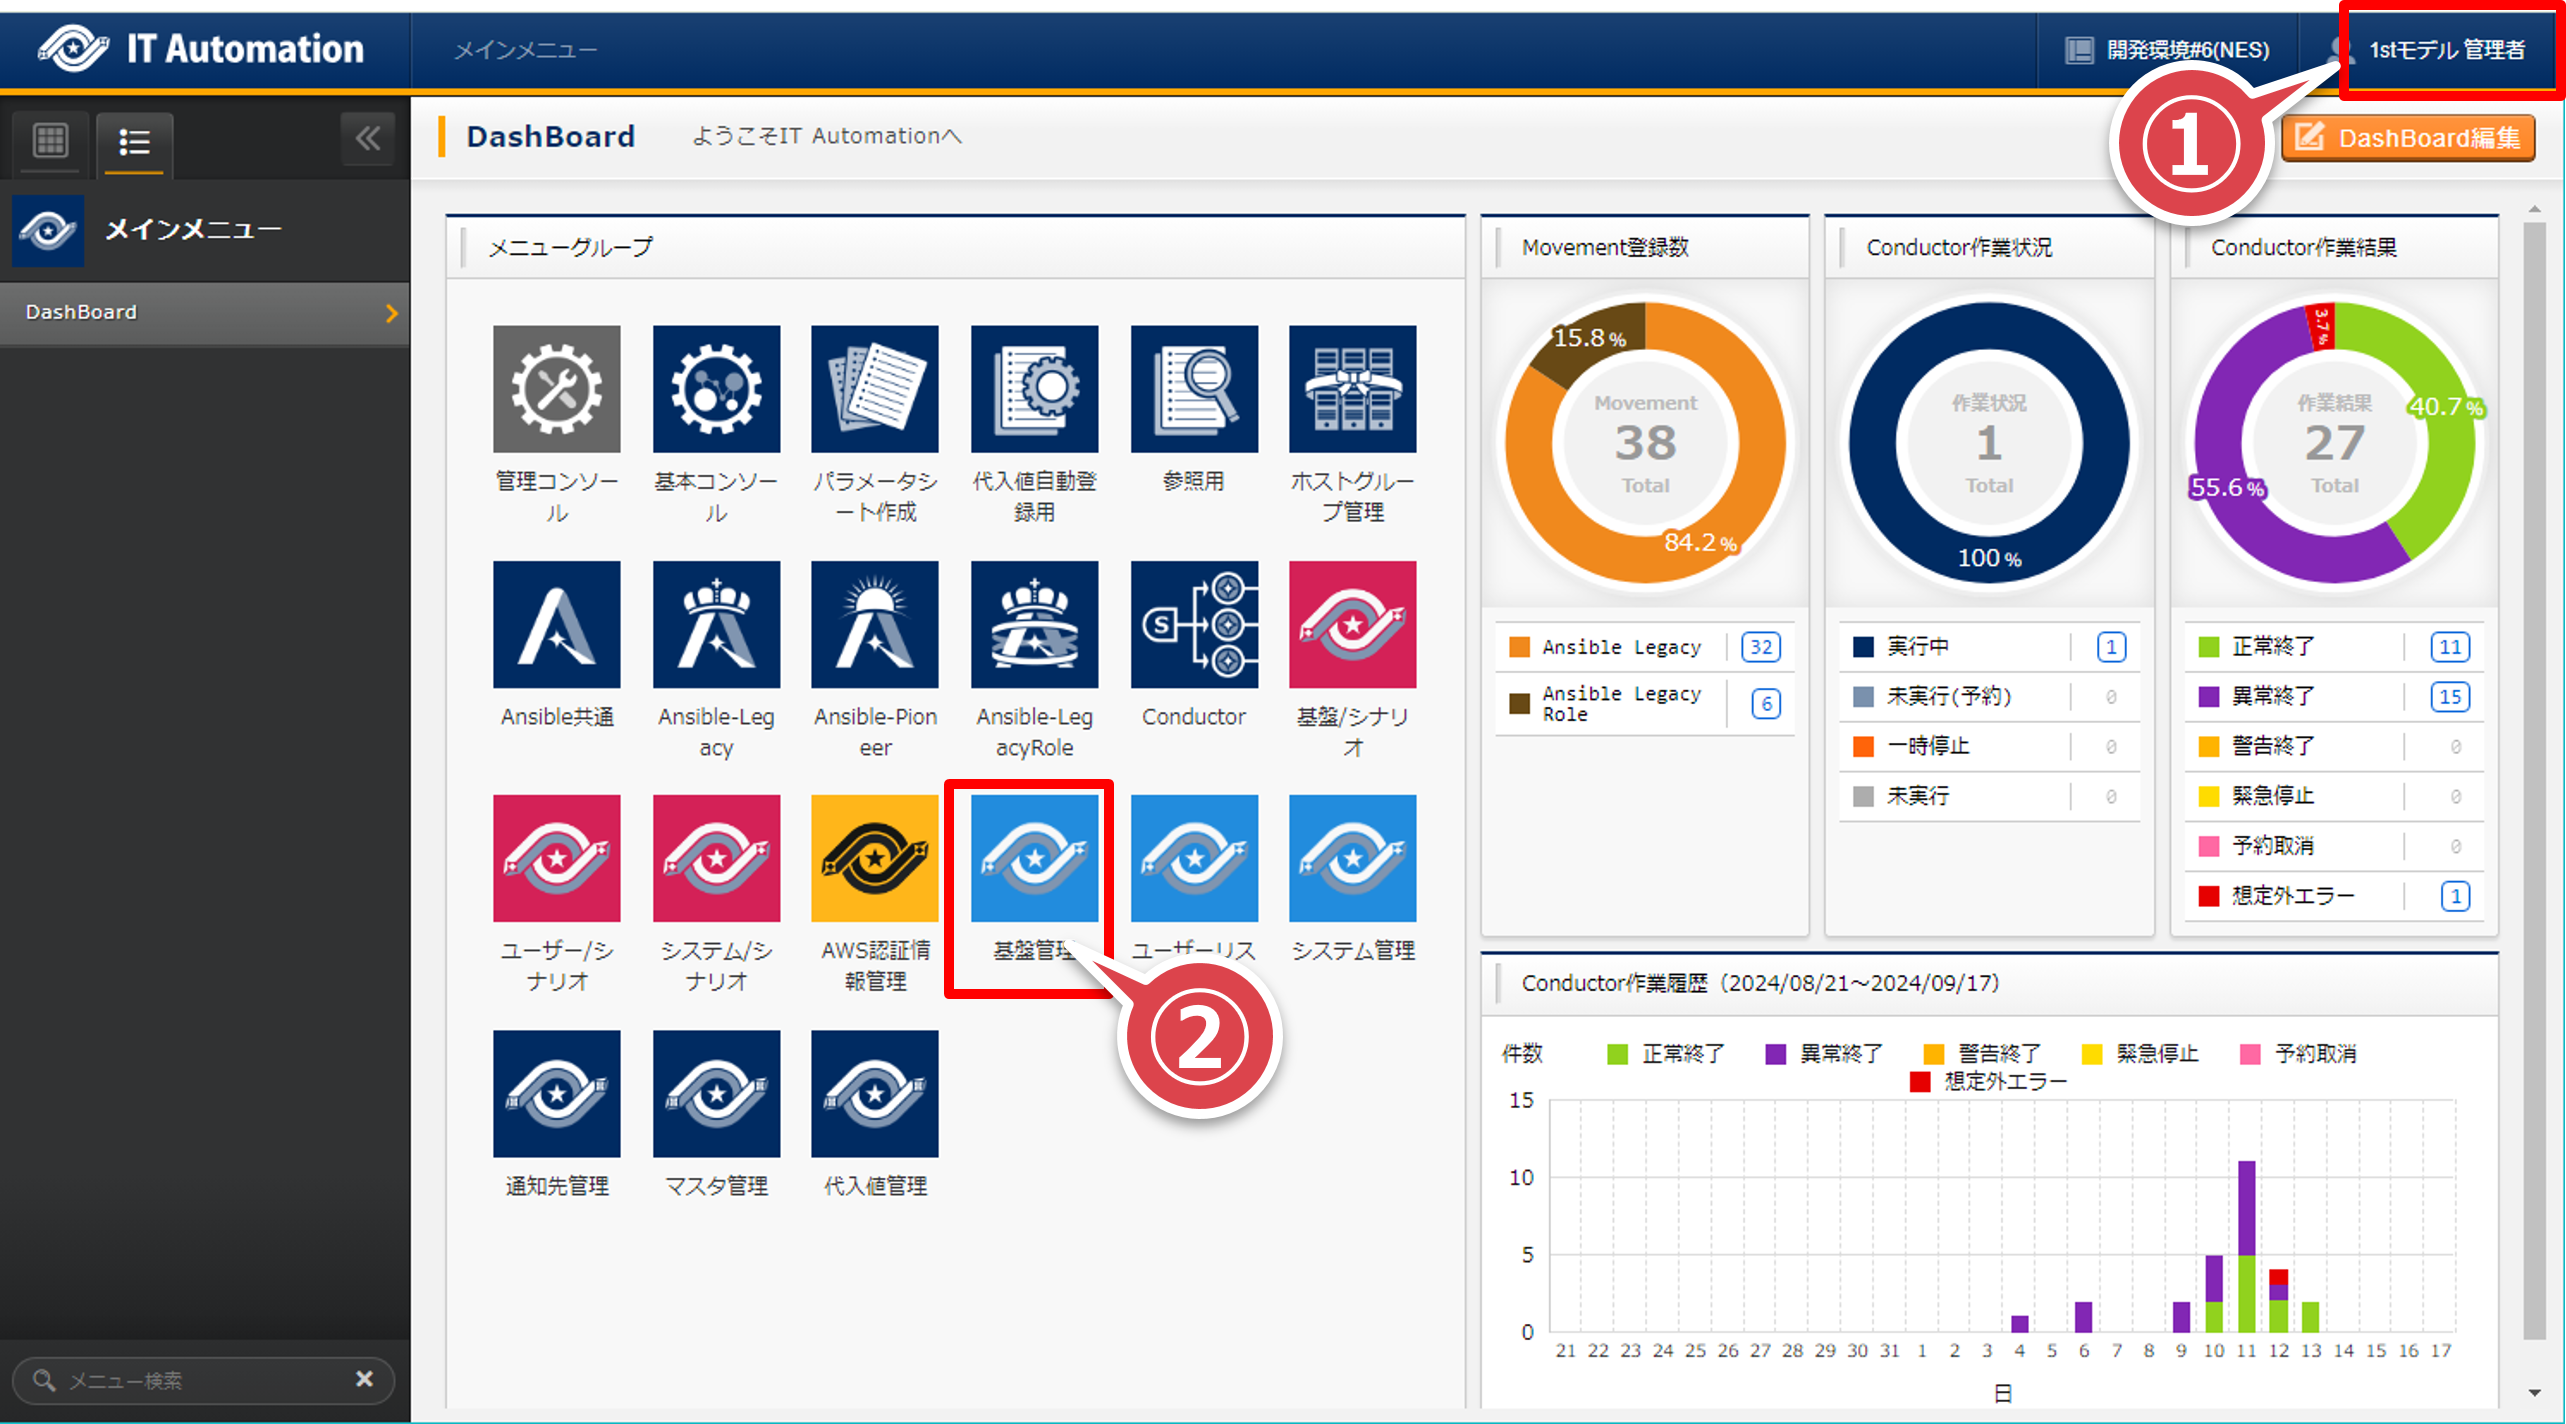 IT Automation
メインメニュー
開発環境#6(NES)
1stモデル 管理者
①
DashBoard
ようこそIT Automationへ
DashBoard編集
メインメニュー
DashBoard
メニュー検索
メニューグループ
管理コンソー
ル
基本コンソー
ル
パラメータシ
ート作成
代入値自動登
録用
参照用
ホストグルー
プ管理
Ansible共通
Ansible-Leg
acy
Ansible-Pion
eer
Ansible-Leg
acyRole
Conductor
基盤/シナリ
オ
ユーザー/シ
ナリオ
システム/シ
ナリオ
AWS認証情
報管理
基盤管理
ユーザーリス
システム管理
②
通知先管理
マスタ管理
代入値管理
Movement登録数
15.8 %
Movement
38
Total
84.2 %
Ansible Legacy 32
Ansible Legacy
Role 6
Conductor作業状況
作業状況
1
Total
100 %
実行中 1
未実行(予約) 0
一時停止 0
未実行 0
Conductor作業結果
3.7 %
40.7 %
作業結果
27
Total
55.6 %
正常終了 11
異常終了 15
警告終了 0
緊急停止 0
予約取消 0
想定外エラー 1
Conductor作業履歴（2024/08/21～2024/09/17）
件数 正常終了 異常終了 警告終了 緊急停止 予約取消
想定外エラー
15
10
5
0
21 22 23 24 25 26 27 28 29 30 31 1 2 3 4 5 6 7 8 9 10 11 12 13 14 15 16 17
日